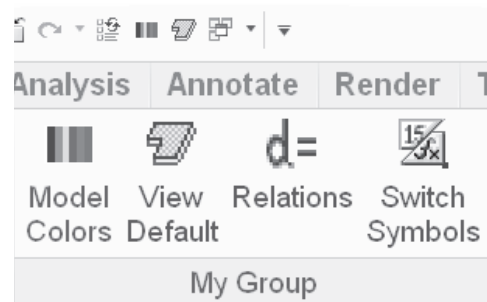 Analysis Annotate Render
d=
Model Colors
View Default
Relations
Switch Symbols
My Group